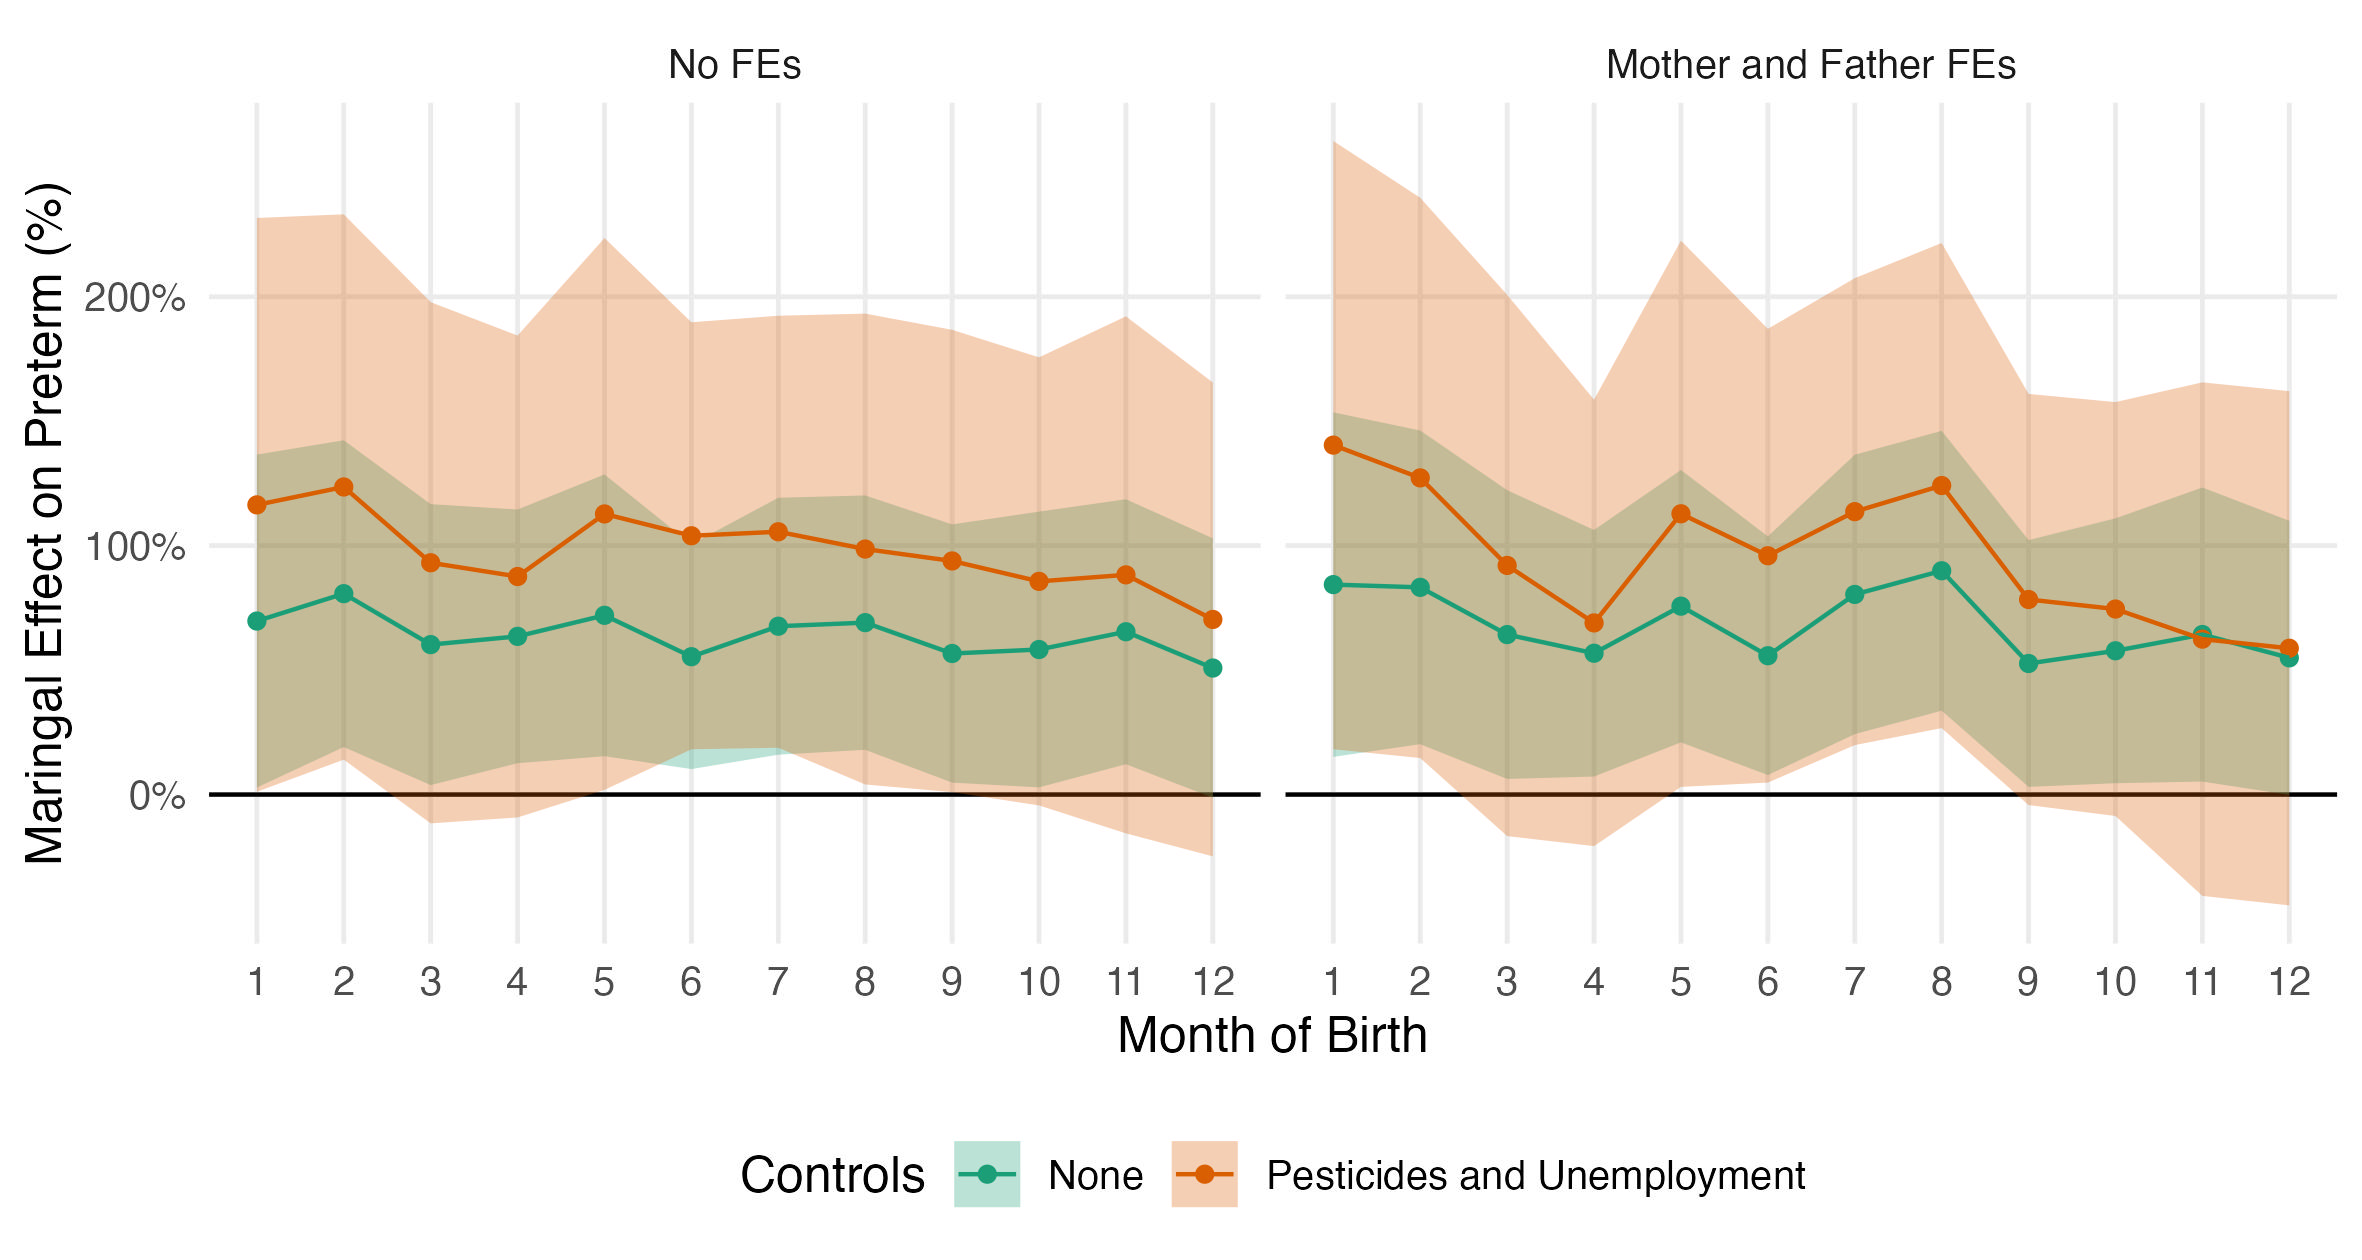 No FEs
Mother and Father FEs
Maringal Effect on Preterm (%)
200%
100%
0%
1 2 3 4 5 6 7 8 9 10 11 12
1 2 3 4 5 6 7 8 9 10 11 12
Month of Birth
Controls None Pesticides and Unemployment